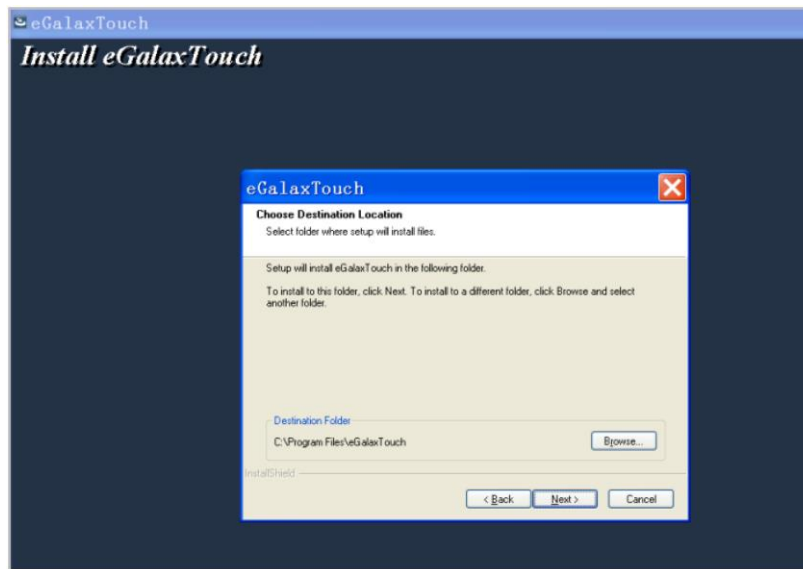 eGalaxTouch
Install eGalaxTouch
eGalaxTouch
Choose Destination Location
Select folder where setup will install files.
Setup will install eGalaxTouch in the following folder.
To install to this folder, click Next. To install to a different folder, click Browse and select
another folder.
Destination Folder
C:\Program Files\eGalaxTouch
Browse...
InstallShield
< Back
Next >
Cancel